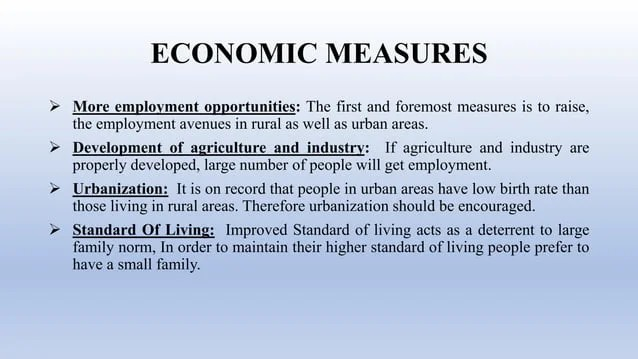 ECONOMIC MEASURES
➢ More employment opportunities: The first and foremost measures is to raise,
the employment avenues in rural as well as urban areas.
➢ Development of agriculture and industry: If agriculture and industry are
properly developed, large number of people will get employment.
➢ Urbanization: It is on record that people in urban areas have low birth rate than
those living in rural areas. Therefore urbanization should be encouraged.
➢ Standard Of Living: Improved Standard of living acts as a deterrent to large
family norm, In order to maintain their higher standard of living people prefer to
have a small family.